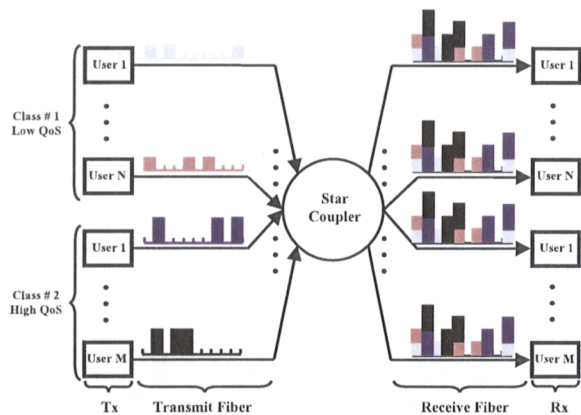 User 1
User 1
Class # 1
Low QoS
User N
User N
Star
Coupler
User 1
User 1
Class # 2
High QoS
User M
User M
Tx
Transmit Fiber
Receive Fiber
Rx